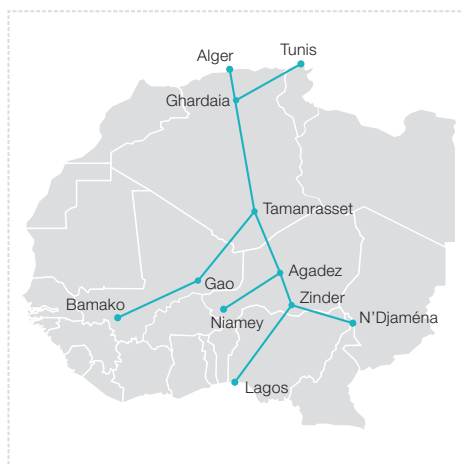 Tunis
Alger
Ghardaia
Tamanrasset
Agadez
Gao
Zinder
Bamako
N'Djaména
Niamey
Lagos